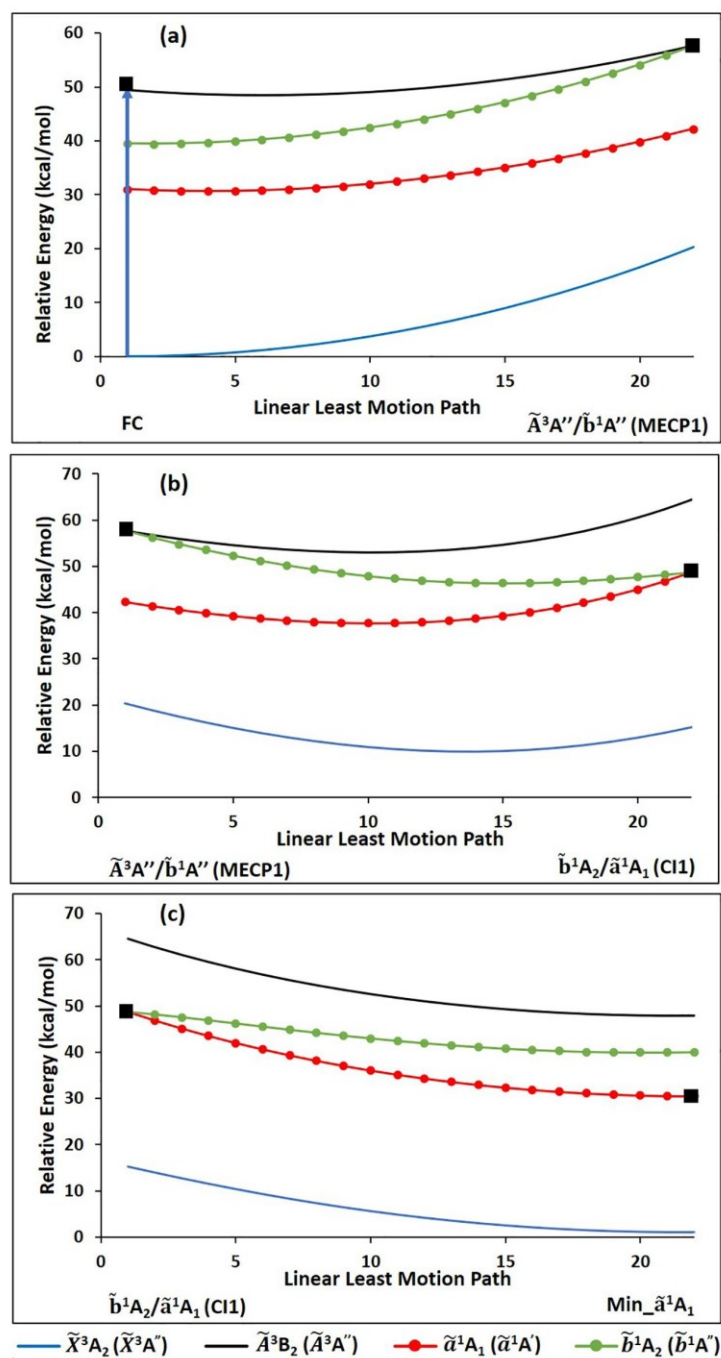 (a)
60
50
40
30
20
10
0
Relative Energy (kcal/mol)
0 5 10 15 20
Linear Least Motion Path
FC Ã³A''/b̃¹A'' (MECP1)
(b)
70
60
50
40
30
20
10
0
Relative Energy (kcal/mol)
0 5 10 15 20
Linear Least Motion Path
Ã³A''/b̃¹A'' (MECP1) b̃¹A₂/ã¹A₁ (CI1)
(c)
70
60
50
40
30
20
10
0
Relative Energy (kcal/mol)
0 5 10 15 20
Linear Least Motion Path
b̃¹A₂/ã¹A₁ (CI1) Min_ã¹A₁
X̃³A₂ (X̃³A'') Ã³B₂ (Ã³A'') ã¹A₁ (ã¹A') b̃¹A₂ (b̃¹A'')